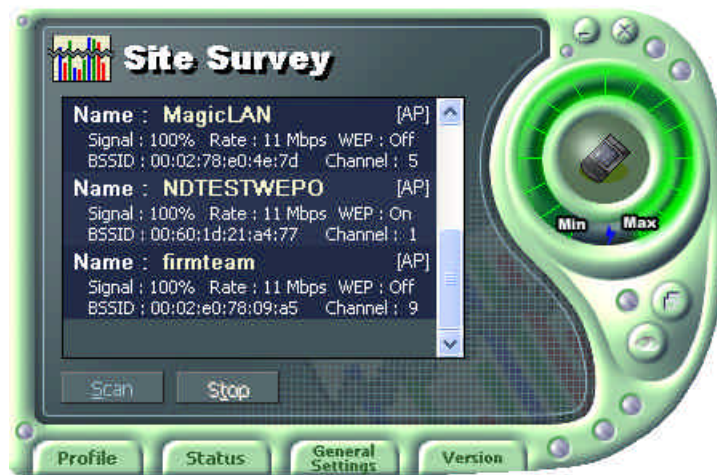 Site Survey
Name : MagicLAN [AP]
Signal : 100% Rate : 11 Mbps WEP : Off
BSSID : 00:02:78:e0:4e:7d Channel : 5
Name : NDTESTWEPO [AP]
Signal : 100% Rate : 11 Mbps WEP : On
BSSID : 00:60:1d:21:a4:77 Channel : 1
Name : firmteam [AP]
Signal : 100% Rate : 11 Mbps WEP : Off
BSSID : 00:02:e0:78:09:a5 Channel : 9
Min Max
Scan Stop
Profile Status General Settings Version